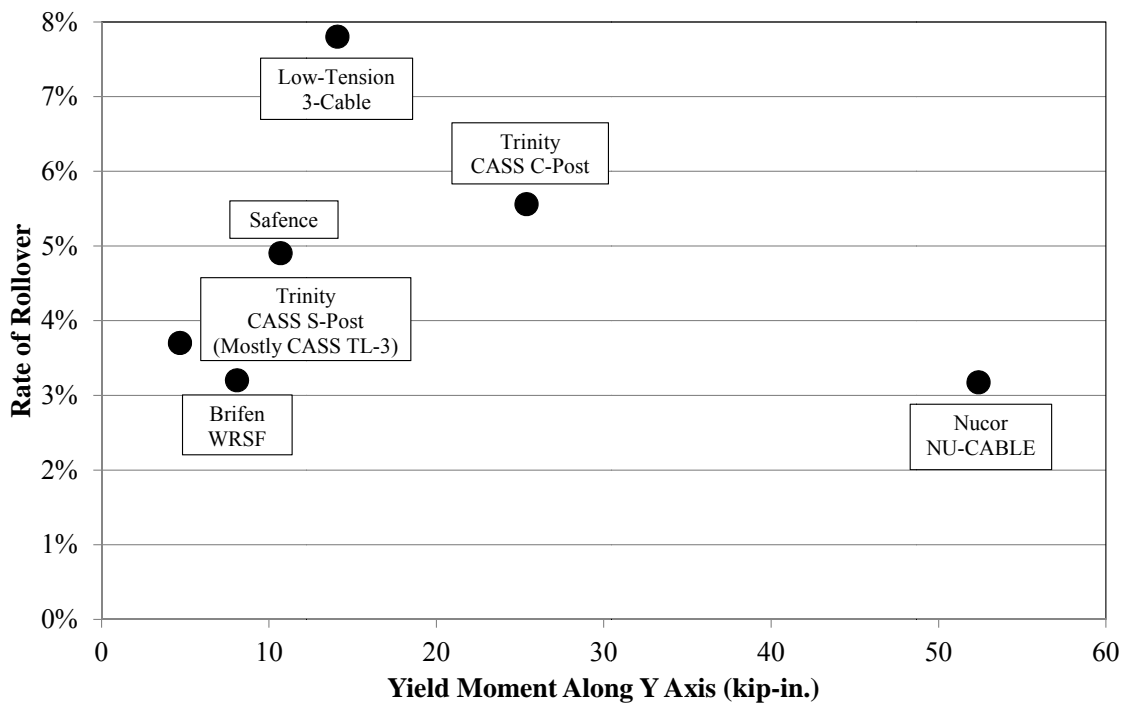 8%
7%
6%
5%
4%
3%
2%
1%
0%
Rate of Rollover
Low-Tension
3-Cable
Trinity
CASS C-Post
Safence
Trinity
CASS S-Post
(Mostly CASS TL-3)
Brifen
WRSF
Nucor
NU-CABLE
0 10 20 30 40 50 60
Yield Moment Along Y Axis (kip-in.)